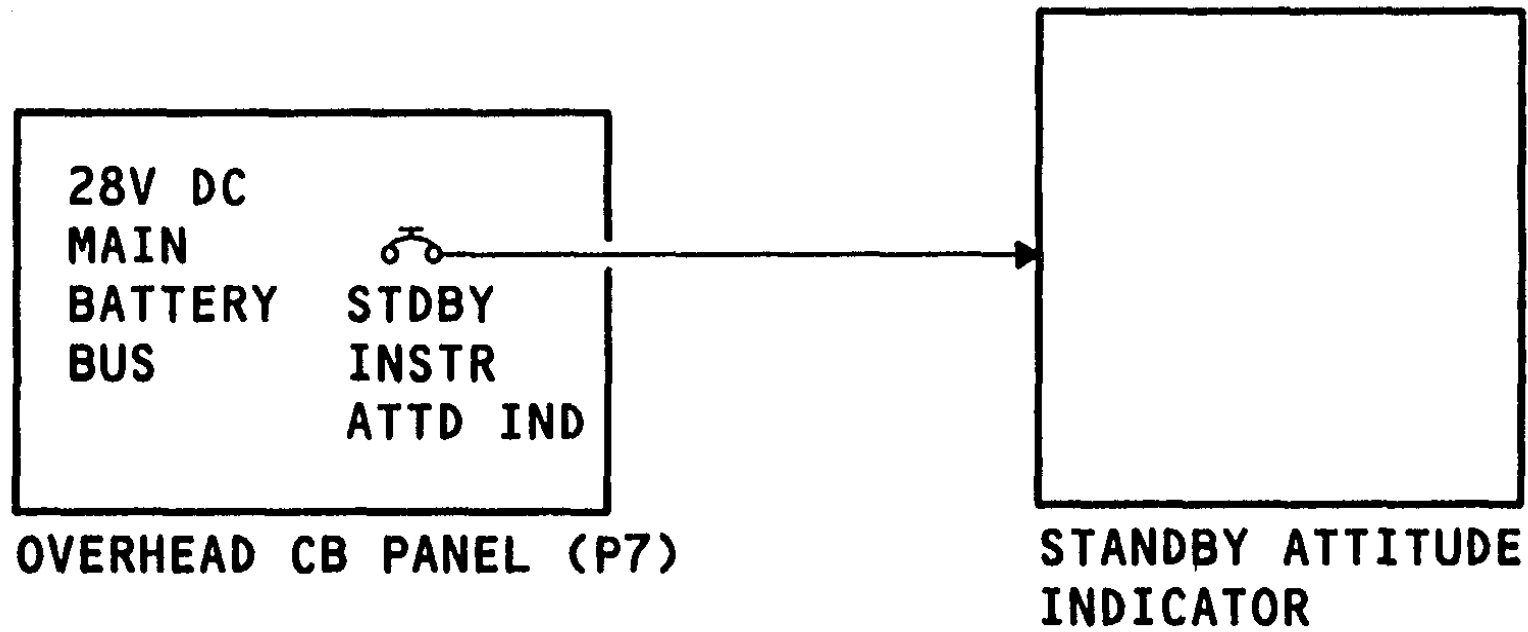 28V DC
MAIN
BATTERY
BUS
STDBY
INSTR
ATTD IND
OVERHEAD CB PANEL (P7)
STANDBY ATTITUDE
INDICATOR